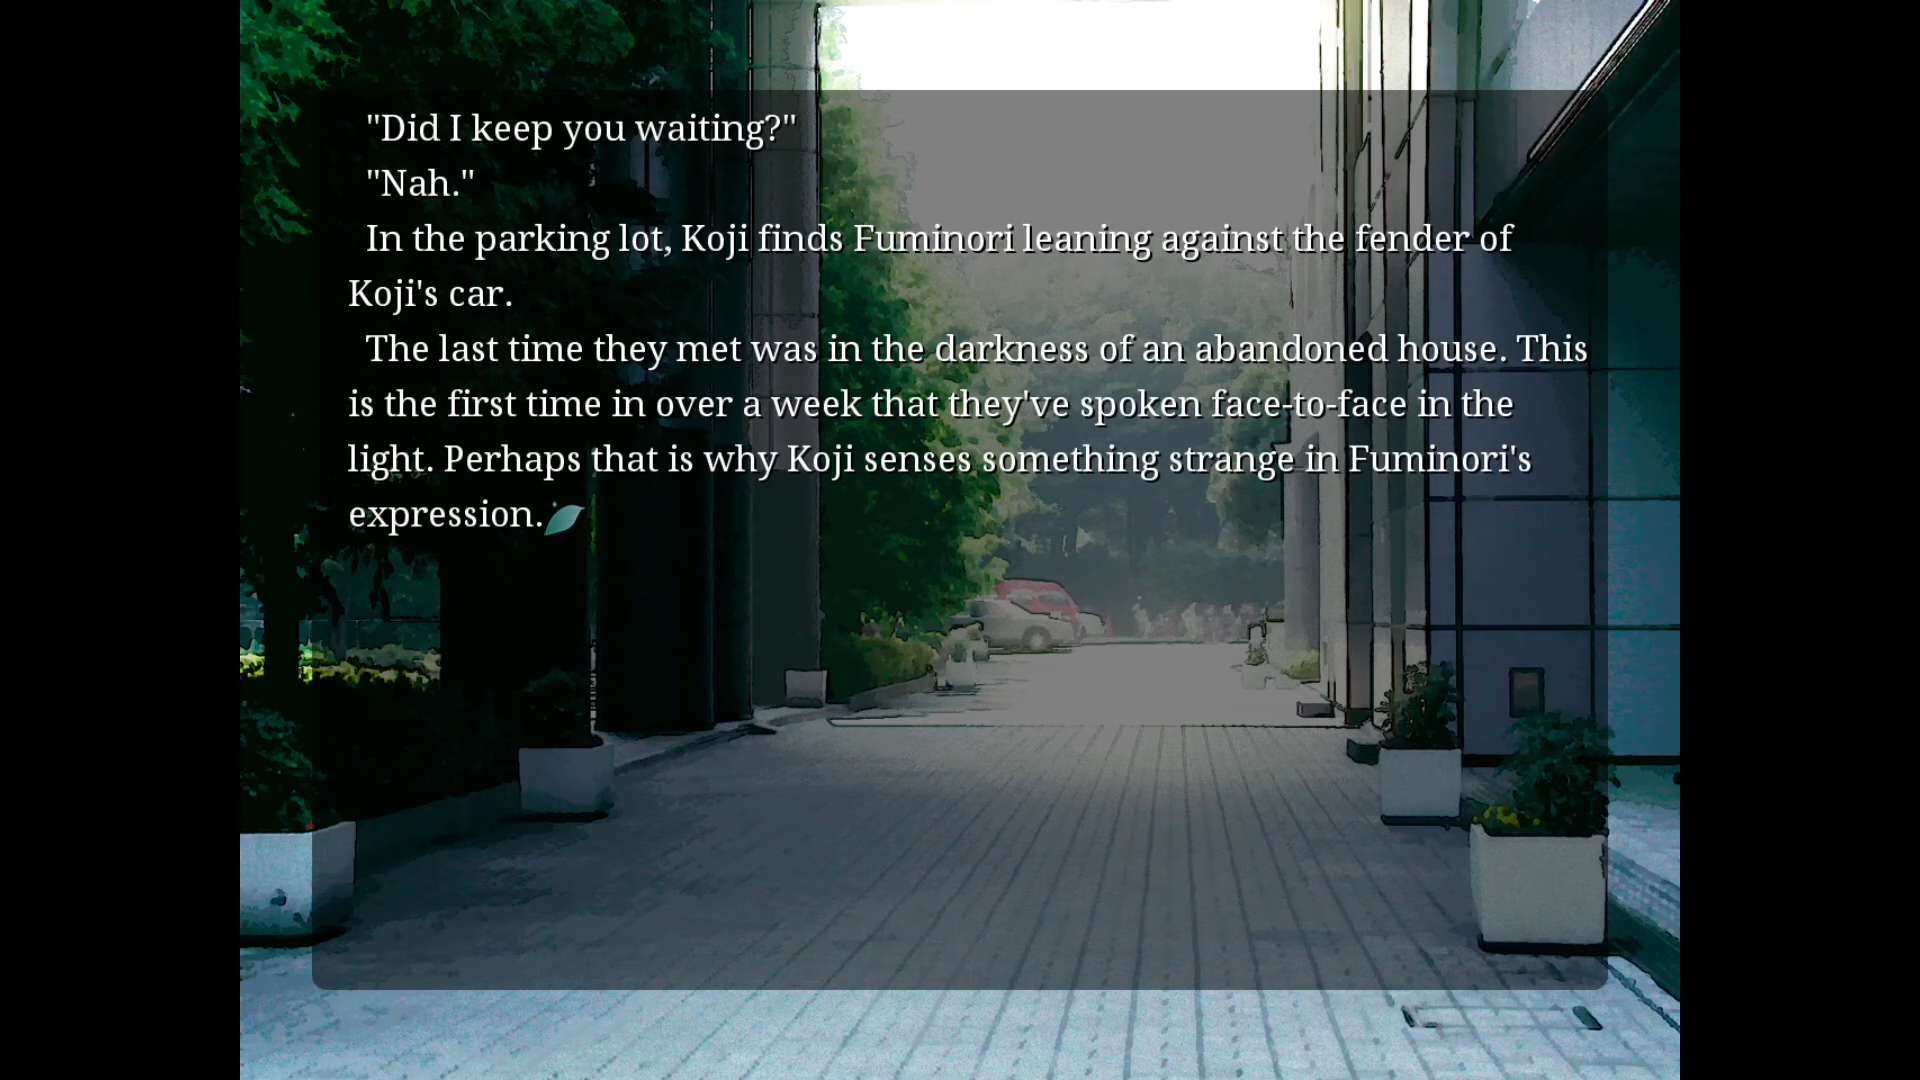 "Did I keep you waiting?"
"Nah."
In the parking lot, Koji finds Fuminori leaning against the fender of
Koji's car.
The last time they met was in the darkness of an abandoned house. This
is the first time in over a week that they've spoken face-to-face in the
light. Perhaps that is why Koji senses something strange in Fuminori's
expression.